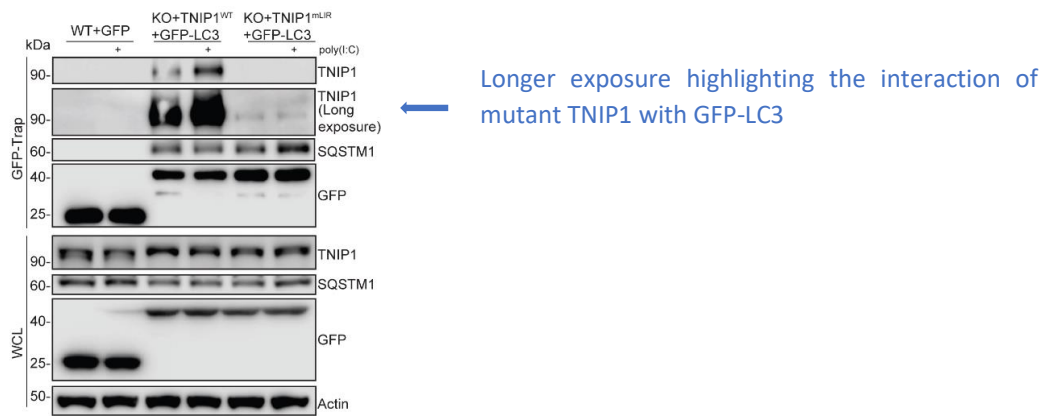 WT+GFP
KO+TNIP1WT
+GFP-LC3
KO+TNIP1mLIR
+GFP-LC3
kDa
+ + + poly(I:C)
GFP-Trap
90- TNIP1
90- TNIP1
(Long
exposure)
60- SQSTM1
40-
GFP
25-
WCL
90- TNIP1
60- SQSTM1
40-
GFP
25-
50- Actin
Longer exposure highlighting the interaction of
mutant TNIP1 with GFP-LC3